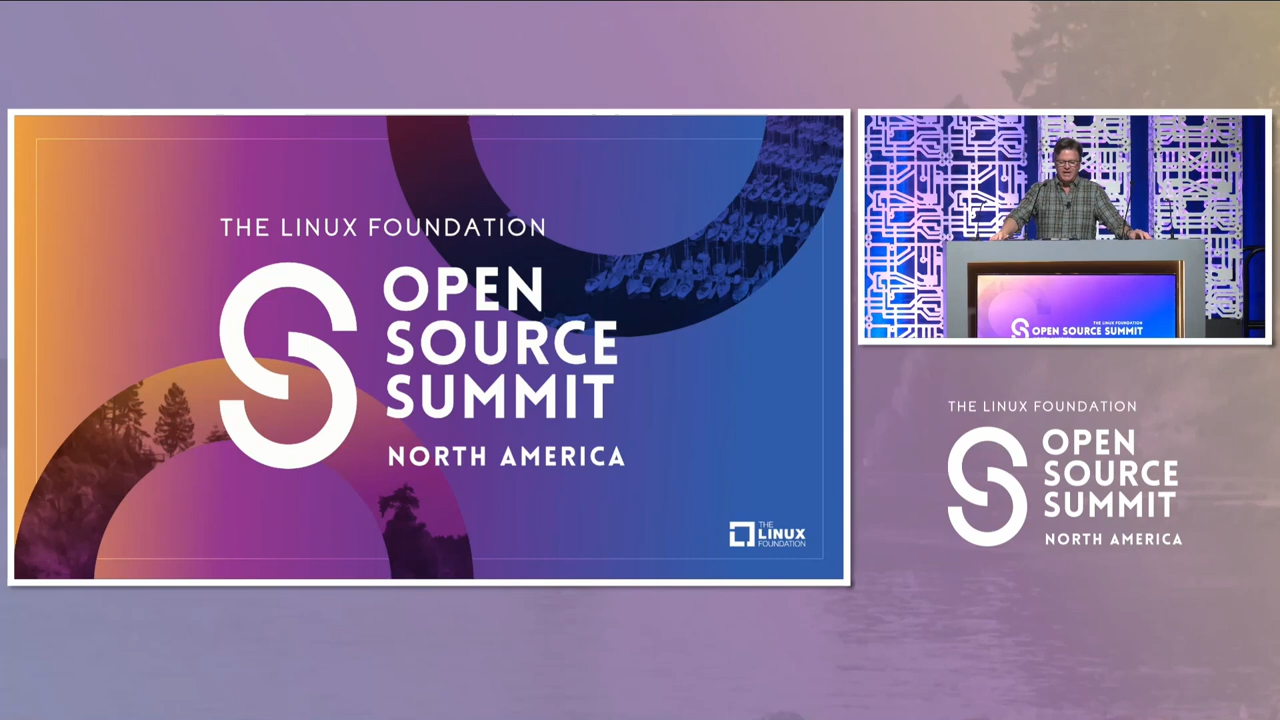 THE LINUX FOUNDATION
OPEN
SOURCE
SUMMIT
NORTH AMERICA
THE
LINUX
FOUNDATION
THE LINUX FOUNDATION
OPEN SOURCE SUMMIT
THE LINUX FOUNDATION
OPEN
SOURCE
SUMMIT
NORTH AMERICA